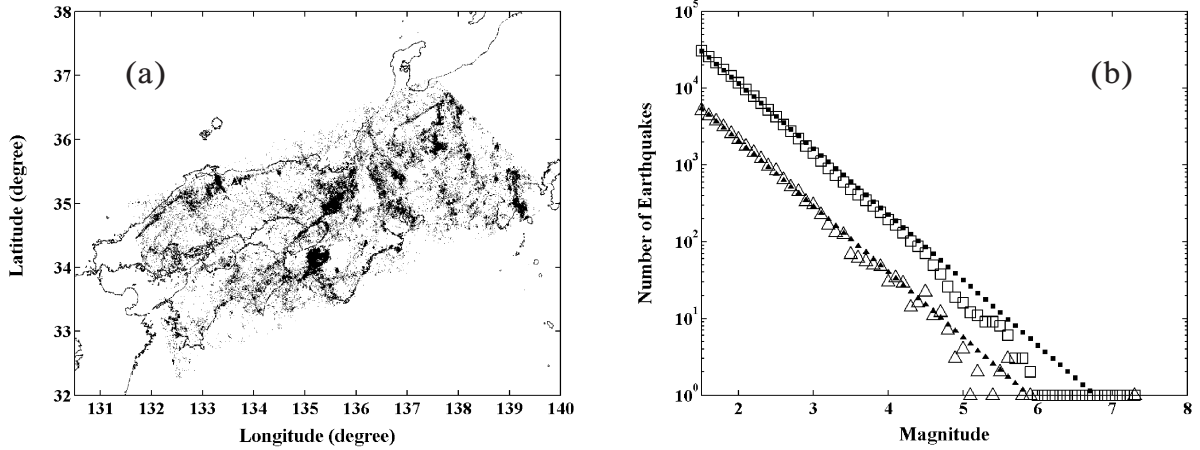 (a)
38
37
36
35
34
33
32
Latitude (degree)
131 132 133 134 135 136 137 138 139 140
Longitude (degree)
(b)
10^5
10^4
10^3
10^2
10^1
10^0
Number of Earthquakes
2 3 4 5 6 7 8
Magnitude